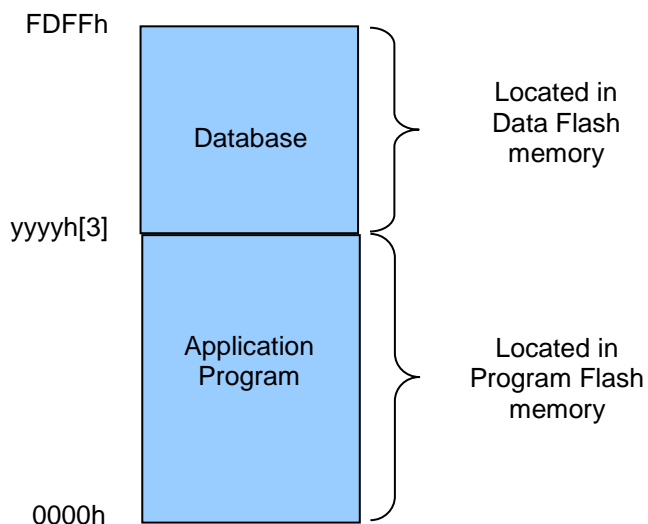 FDFFh
Database
Located in
Data Flash
memory
yyyyh[3]
Application
Program
Located in
Program Flash
memory
0000h